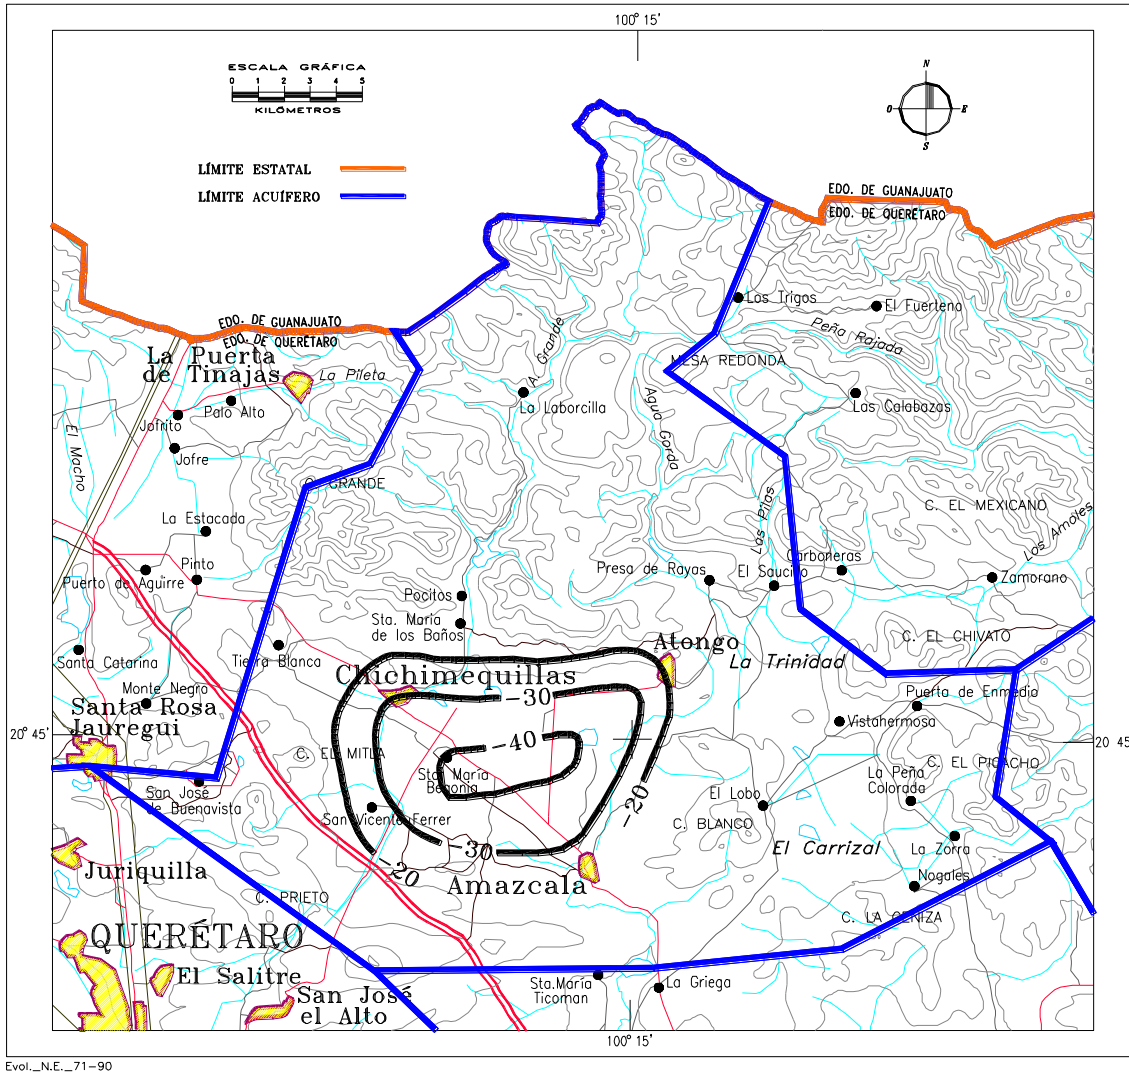 100° 15'
ESCALA GRÁFICA
0 1 2 3 4 5
KILÓMETROS
N
O E
S
LÍMITE ESTATAL
LÍMITE ACUÍFERO
EDO. DE GUANAJUATO
EDO. DE QUERÉTARO
Los Trigos
El Fuerteno
Peña Rajada
EDO. DE GUANAJUATO
EDO. DE QUERÉTARO
La Puerta
de Tinajas
La Pileta
A. Grande
MESA REDONDA
Palo Alto
La Laborcilla
Las Calabazas
Jofrito
Agua Gorda
El Macho
Jofre
C. GRANDE
C. EL MEXICANO
La Estacada
Las Pilas
Los Amoles
Pinto
Puerto de Aguirre
Presa de Rayas
El Saucito
Carboneras
Zamorano
Pocitos
Sta. María
de los Baños
Atongo
C. EL CHIVATO
Santa Catarina
Tierra Blanca
La Trinidad
Chichimequillas
Monte Negro
Puerta de Enmedio
Santa Rosa
Jauregui
-30
Vistahermosa
20° 45'
C. EL MITLA
-40
20° 45'
Sta. María
Begonia
C. EL PICACHO
La Peña
Colorada
San José
de Buenavista
-20
El Lobo
San Vicente Ferrer
C. BLANCO
-30
El Carrizal
La Zorra
Juriquilla
-20
Amazcala
Nogales
C. PRIETO
C. LA CENIZA
QUERÉTARO
El Salitre
Sta.María
Ticoman
La Griega
San José
el Alto
100° 15'
Evol._N.E._71-90